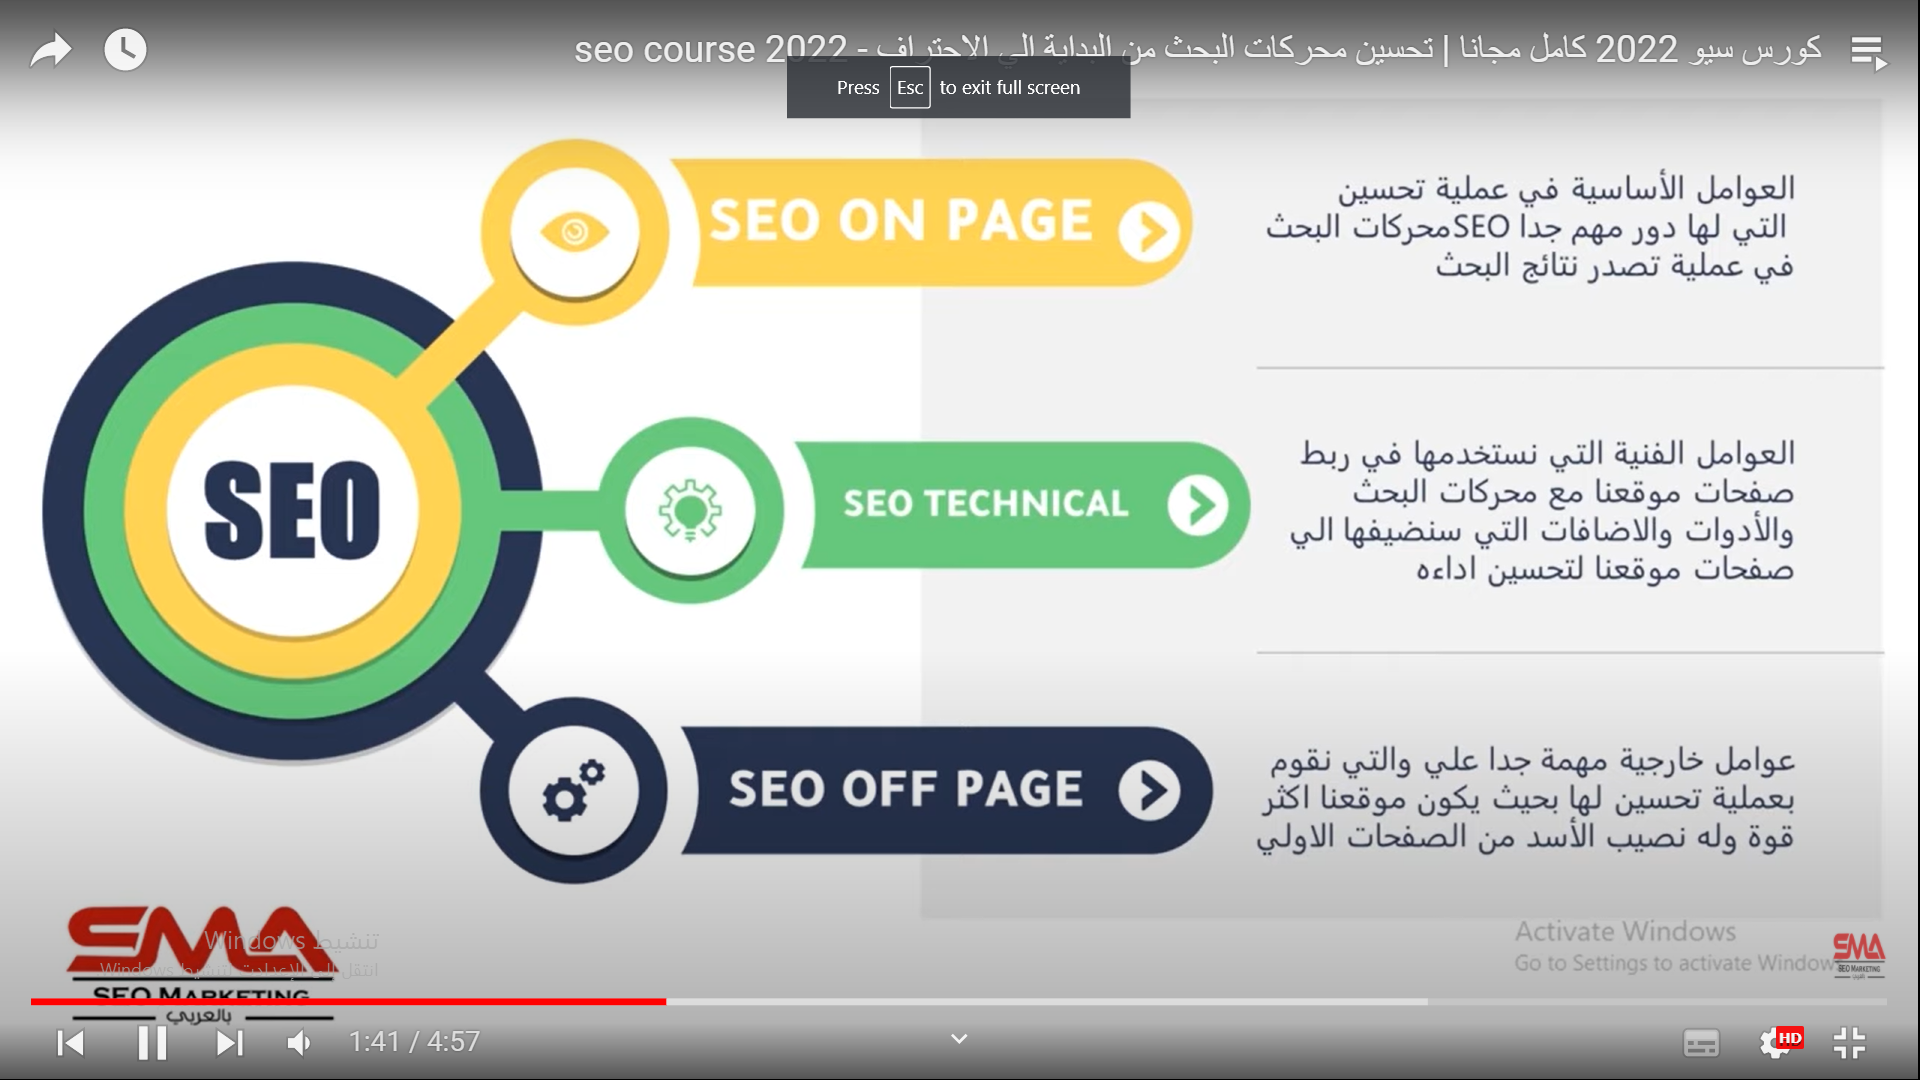 كورس سيو 2022 كامل مجانا | تحسين محركات البحث من البداية الي الاحتراف - seo course 2022
Press Esc to exit full screen
SEO ON PAGE
العوامل الأساسية في عملية تحسين
التي لها دور مهم جدا SEOمحركات البحث
في عملية تصدر نتائج البحث
SEO
SEO TECHNICAL
العوامل الفنية التي نستخدمها في ربط
صفحات موقعنا مع محركات البحث
والأدوات والاضافات التي سنضيفها الي
صفحات موقعنا لتحسين اداءه
SEO OFF PAGE
عوامل خارجية مهمة جدا علي والتي نقوم
بعملية تحسين لها بحيث يكون موقعنا اكثر
قوة وله نصيب الأسد من الصفحات الاولي
SMA
SEO MARKETING
بالعربي
تنشيط Windows
انتقل إلى الإعدادات لتنشيط Windows
Activate Windows
Go to Settings to activate Window
SMA
SEO MARKETING
1:41 / 4:57
HD